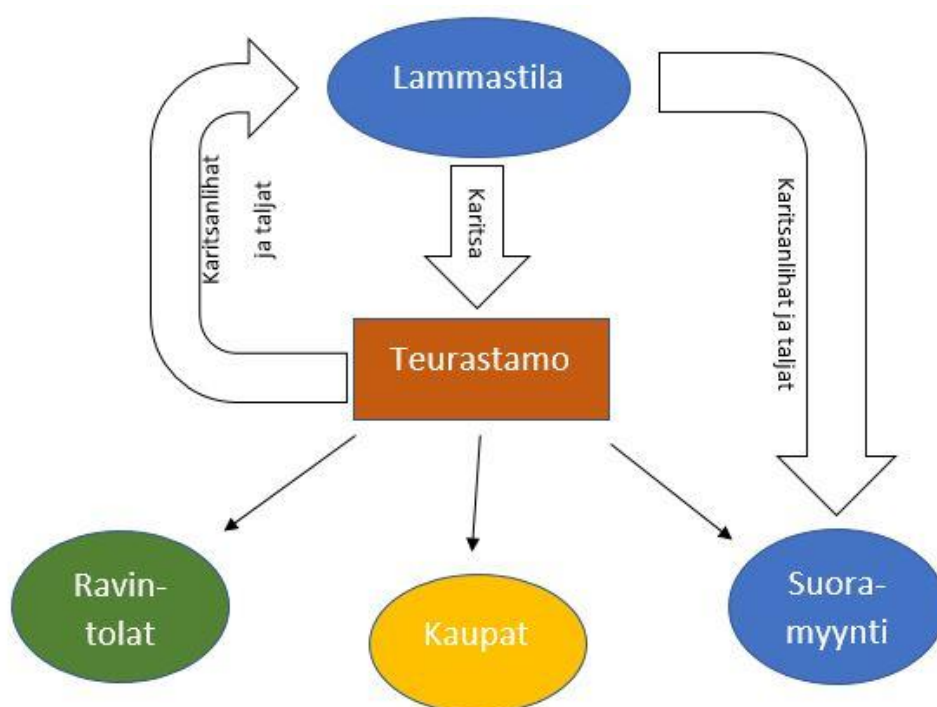 Lammastila
Karitsanlihat
ja taljat
Karitsa
Karitsanlihat ja taljat
Teurastamo
Ravin-
tolat
Kaupat
Suora-
myynti